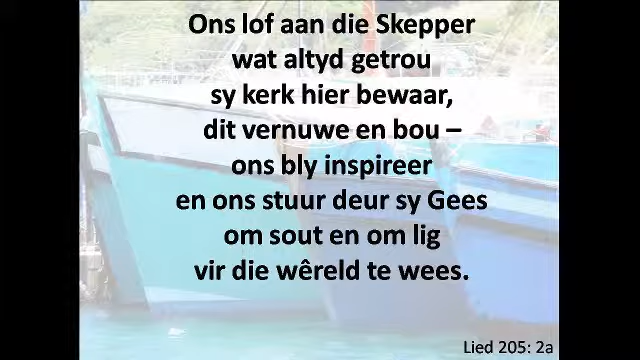 Ons lof aan die Skepper
wat altyd getrou
sy kerk hier bewaar,
dit vernuwe en bou –
ons bly inspireer
en ons stuur deur sy Gees
om sout en om lig
vir die wêreld te wees.
Lied 205: 2a